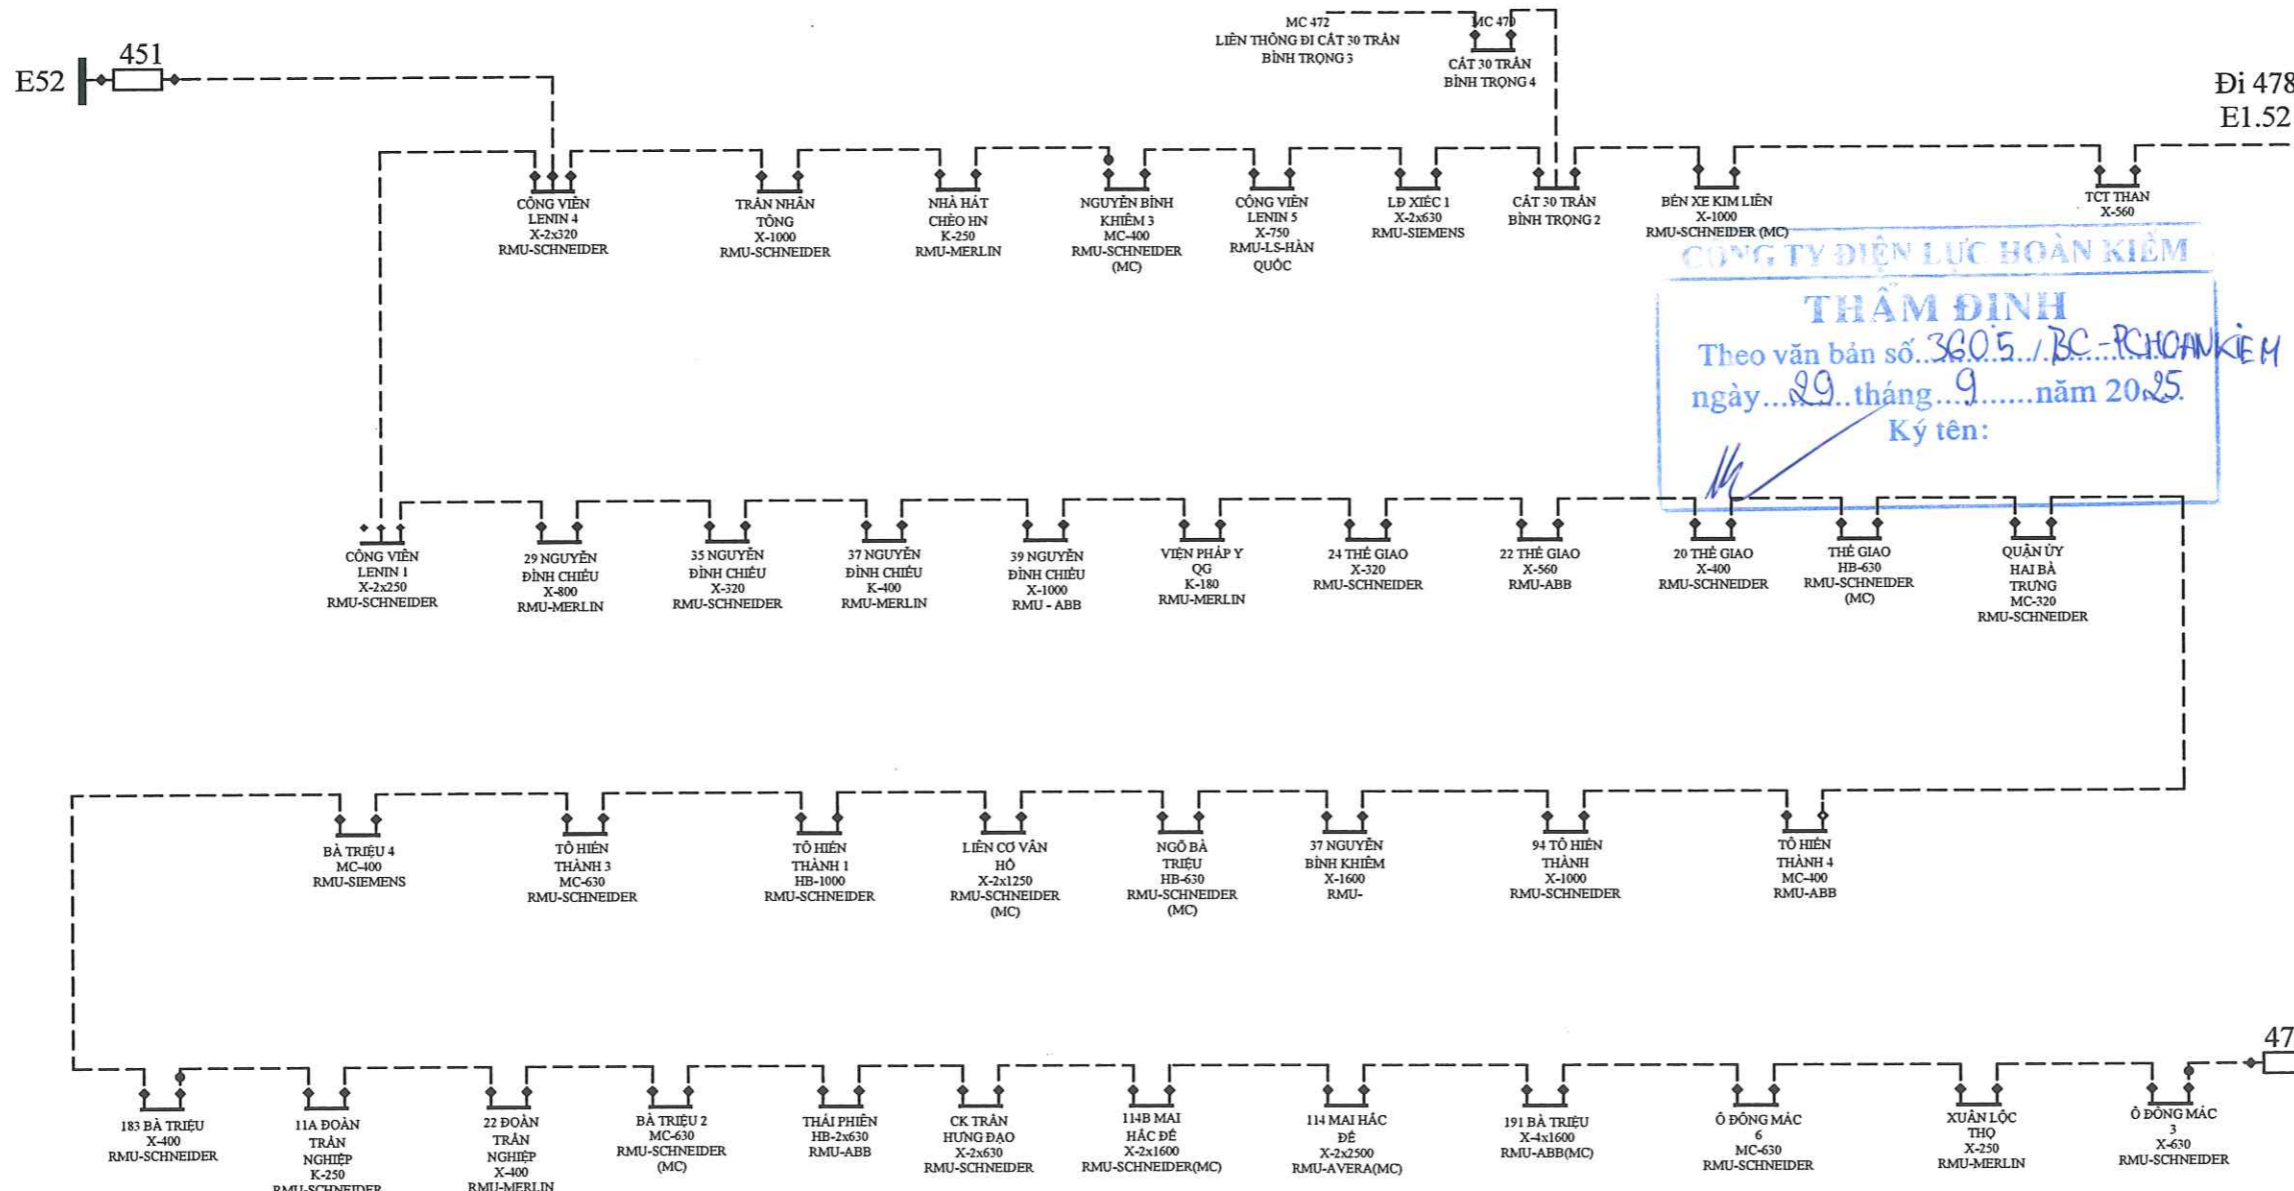 E52
451
MC 472
LIÊN THÔNG ĐI CẮT 30 TRẦN
BÌNH TRỌNG 3
MC 470
CẮT 30 TRẦN
BÌNH TRỌNG 4
Đi 478
E1.52
CÔNG VIÊN
LENIN 4
X-2x320
RMU-SCHNEIDER
TRẦN NHÂN
TÔNG
X-1000
RMU-SCHNEIDER
NHÀ HÁT
CHÈO HN
K-250
RMU-MERLIN
NGUYỄN BỈNH
KHIÊM 3
MC-400
RMU-SCHNEIDER
(MC)
CÔNG VIÊN
LENIN 5
X-750
RMU-LS-HÀN
QUỐC
LĐ XIẾC 1
X-2x630
RMU-SIEMENS
CẮT 30 TRẦN
BÌNH TRỌNG 2
BẾN XE KIM LIÊN
X-1000
RMU-SCHNEIDER (MC)
TCT THAN
X-560
CÔNG TY ĐIỆN LỰC HOÀN KIẾM
THẨM ĐỊNH
Theo văn bản số...3605../.BC-PCHOANKIEM
ngày....29..tháng...9......năm 20.25.
Ký tên:
CÔNG VIÊN
LENIN 1
X-2x250
RMU-SCHNEIDER
29 NGUYỄN
ĐÌNH CHIỂU
X-800
RMU-MERLIN
35 NGUYỄN
ĐÌNH CHIỂU
X-320
RMU-SCHNEIDER
37 NGUYỄN
ĐÌNH CHIỂU
K-400
RMU-MERLIN
39 NGUYỄN
ĐÌNH CHIỂU
X-1000
RMU - ABB
VIỆN PHÁP Y
QG
K-180
RMU-MERLIN
24 THỂ GIAO
X-320
RMU-SCHNEIDER
22 THỂ GIAO
X-560
RMU-ABB
20 THỂ GIAO
X-400
RMU-SCHNEIDER
THỂ GIAO
HB-630
RMU-SCHNEIDER
(MC)
QUẬN ỦY
HAI BÀ
TRƯNG
MC-320
RMU-SCHNEIDER
BÀ TRIỆU 4
MC-400
RMU-SIEMENS
TÔ HIẾN
THÀNH 3
MC-630
RMU-SCHNEIDER
TÔ HIẾN
THÀNH 1
HB-1000
RMU-SCHNEIDER
LIÊN CƠ VÂN
HỒ
X-2x1250
RMU-SCHNEIDER
(MC)
NGÕ BÀ
TRIỆU
HB-630
RMU-SCHNEIDER
(MC)
37 NGUYỄN
BỈNH KHIÊM
X-1600
RMU-
94 TÔ HIẾN
THÀNH
X-1000
RMU-SCHNEIDER
TÔ HIẾN
THÀNH 4
MC-400
RMU-ABB
47
183 BÀ TRIỆU
X-400
RMU-SCHNEIDER
11A ĐOÀN
TRẦN
NGHIỆP
K-250
RMU-SCHNEIDER
22 ĐOÀN
TRẦN
NGHIỆP
X-400
RMU-MERLIN
BÀ TRIỆU 2
MC-630
RMU-SCHNEIDER
(MC)
THÁI PHIÊN
HB-2x630
RMU-ABB
CK TRẦN
HƯNG ĐẠO
X-2x630
RMU-SCHNEIDER
114B MAI
HẮC ĐẾ
X-2x1600
RMU-SCHNEIDER(MC)
114 MAI HẮC
ĐẾ
X-2x2500
RMU-AVERA(MC)
191 BÀ TRIỆU
X-4x1600
RMU-ABB(MC)
Ô ĐÔNG MÁC
6
MC-630
RMU-SCHNEIDER
XUÂN LỘC
THỌ
X-250
RMU-MERLIN
Ô ĐÔNG MÁC
3
X-630
RMU-SCHNEIDER